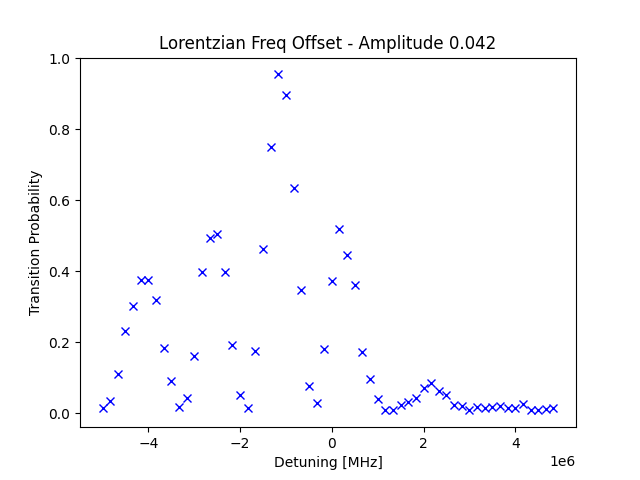 Lorentzian Freq Offset - Amplitude 0.042
1.0
0.8
0.6
0.4
0.2
0.0
Transition Probability
−4
−2
0
2
4
1e6
Detuning [MHz]